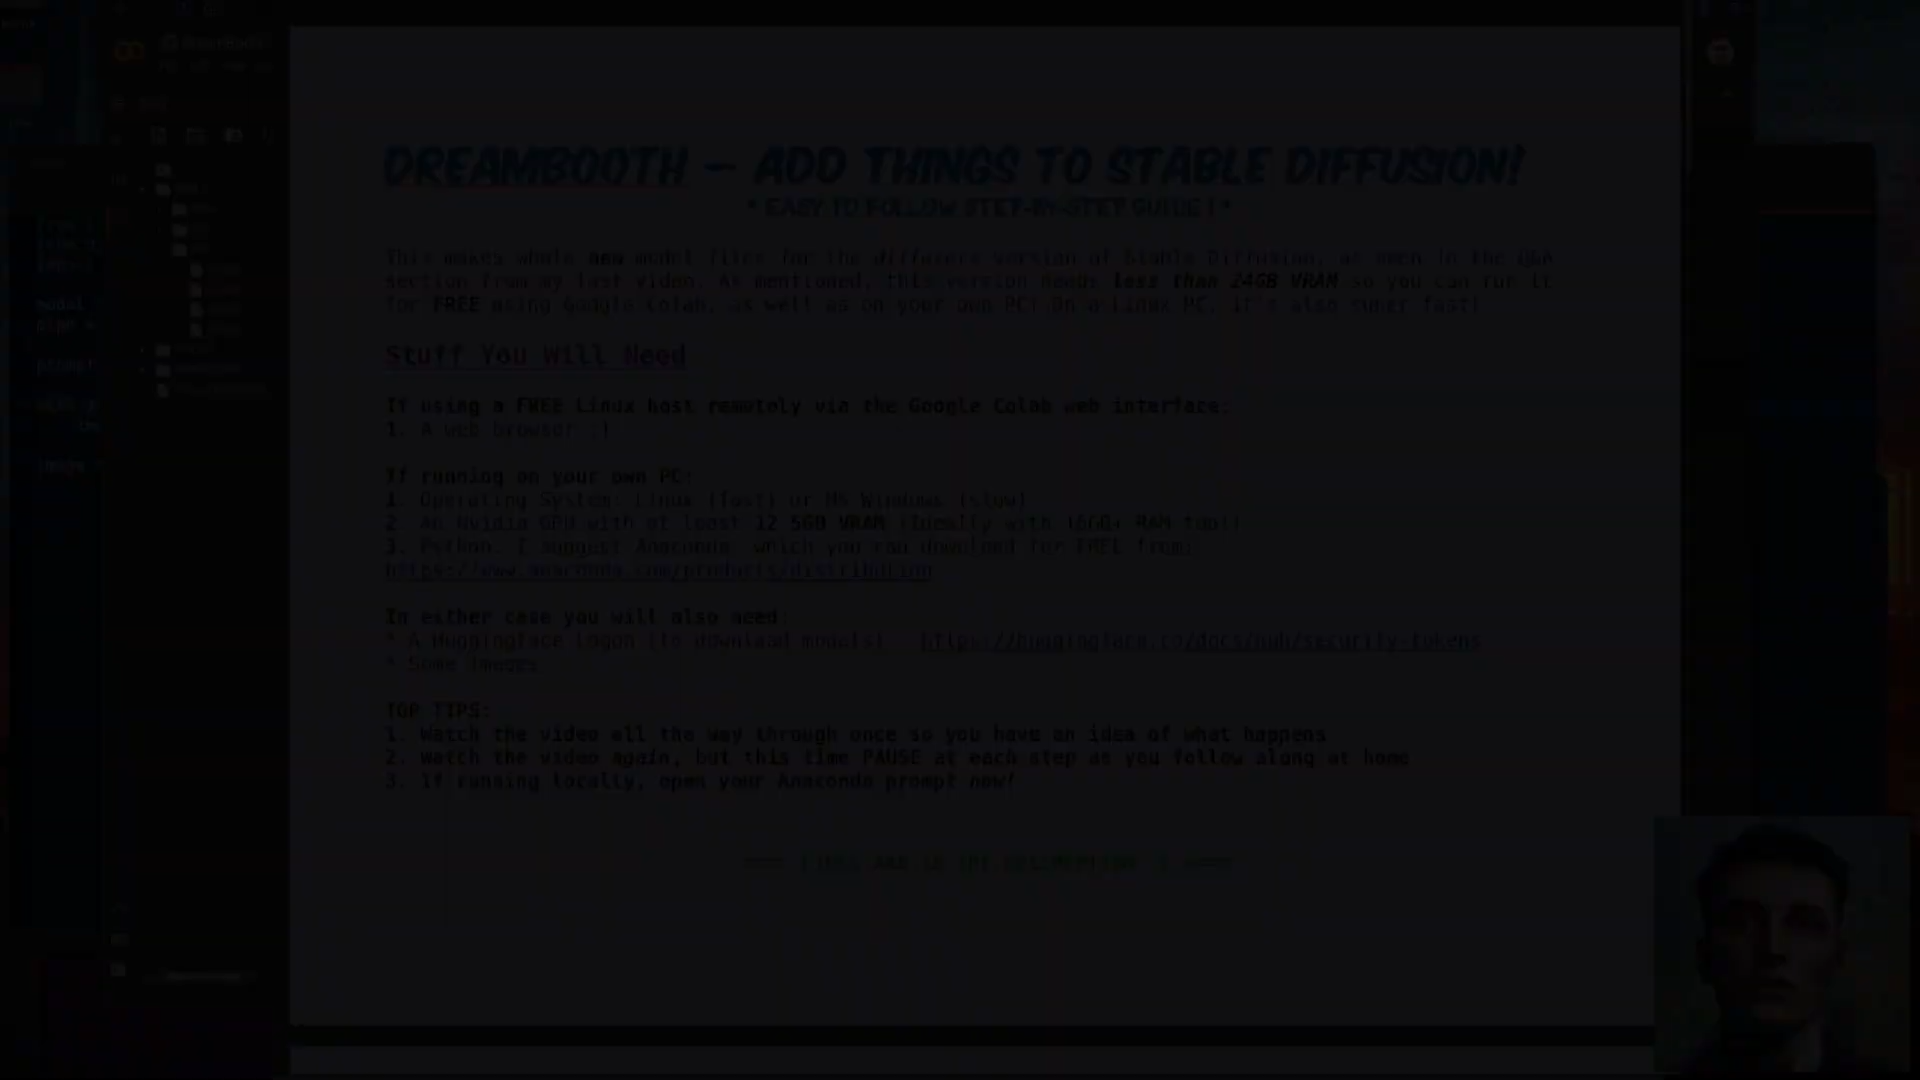 DREAMBOOTH – ADD THINGS TO STABLE DIFFUSION!
* EASY TO FOLLOW STEP-BY-STEP GUIDE! *
This makes whole new model files for the diffusers version of Stable Diffusion, as seen in the Q&A
section from my last video. As mentioned, this version needs less than 24GB VRAM so you can run it
for FREE using Google Colab, as well as on your own PC! On a Linux PC, it's also super fast!
Stuff You Will Need
If using a FREE Linux host remotely via the Google Colab web interface:
1. A web browser :)
If running on your own PC:
1. Operating System: Linux (fast) or MS Windows (slow)
2. An Nvidia GPU with at least 12.5GB VRAM (ideally with 16GB+ RAM too!)
3. Python. I suggest Anaconda, which you can download for FREE from:
https://www.anaconda.com/products/distribution
In either case you will also need:
* A Huggingface logon (to download models) - https://huggingface.co/docs/hub/security-tokens
* Some images
TOP TIPS:
1. Watch the video all the way through once so you have an idea of what happens
2. Watch the video again, but this time PAUSE at each step as you follow along at home
3. If running locally, open your Anaconda prompt now!